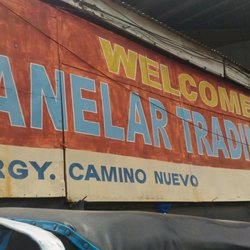 WELCOME
ANELAR TRADI
RGY. CAMINO NUEVO